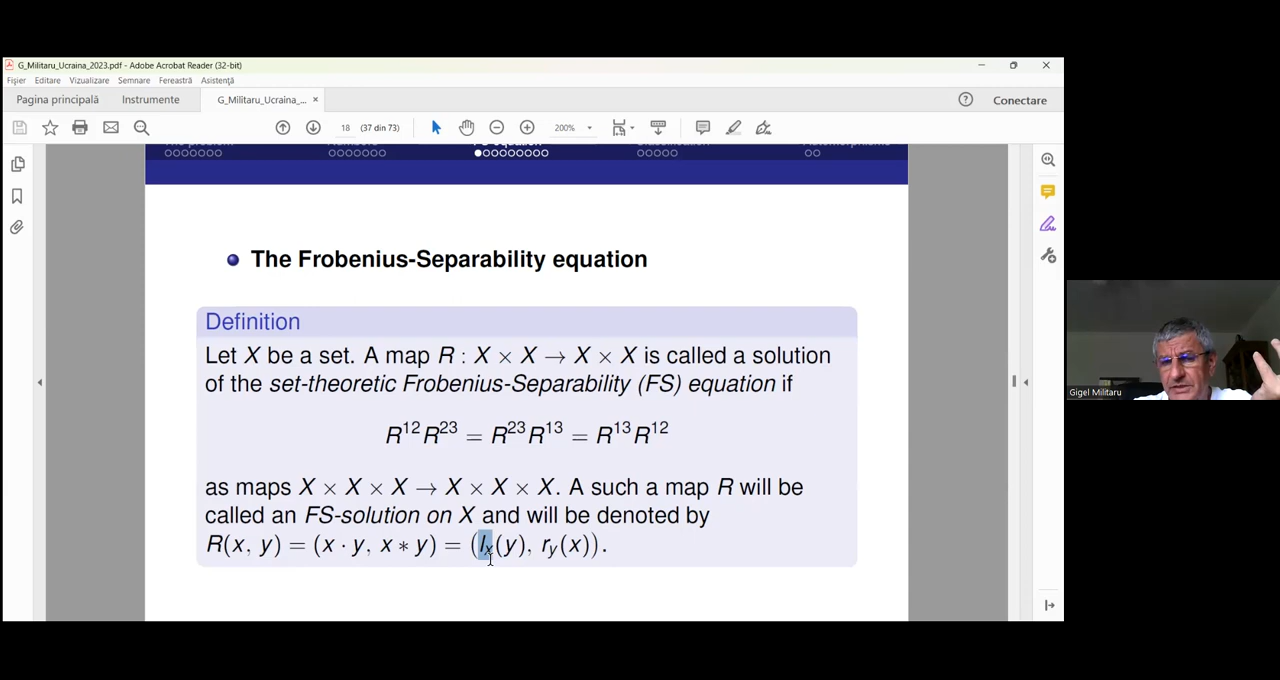 G_Militaru_Ucraina_2023.pdf - Adobe Acrobat Reader (32-bit)
Fișier Editare Vizualizare Semnare Fereastră Asistență
Pagina principală Instrumente G_Militaru_Ucraina_... × Conectare
18 (37 din 73) 200%
FS equation
The Frobenius-Separability equation
Definition
Let X be a set. A map R : X × X → X × X is called a solution
of the set-theoretic Frobenius-Separability (FS) equation if
R¹²R²³ = R²³R¹³ = R¹³R¹²
as maps X × X × X → X × X × X. A such a map R will be
called an FS-solution on X and will be denoted by
R(x, y) = (x · y, x ∗ y) = (lₓ(y), r_y(x)).
Gigel Militaru